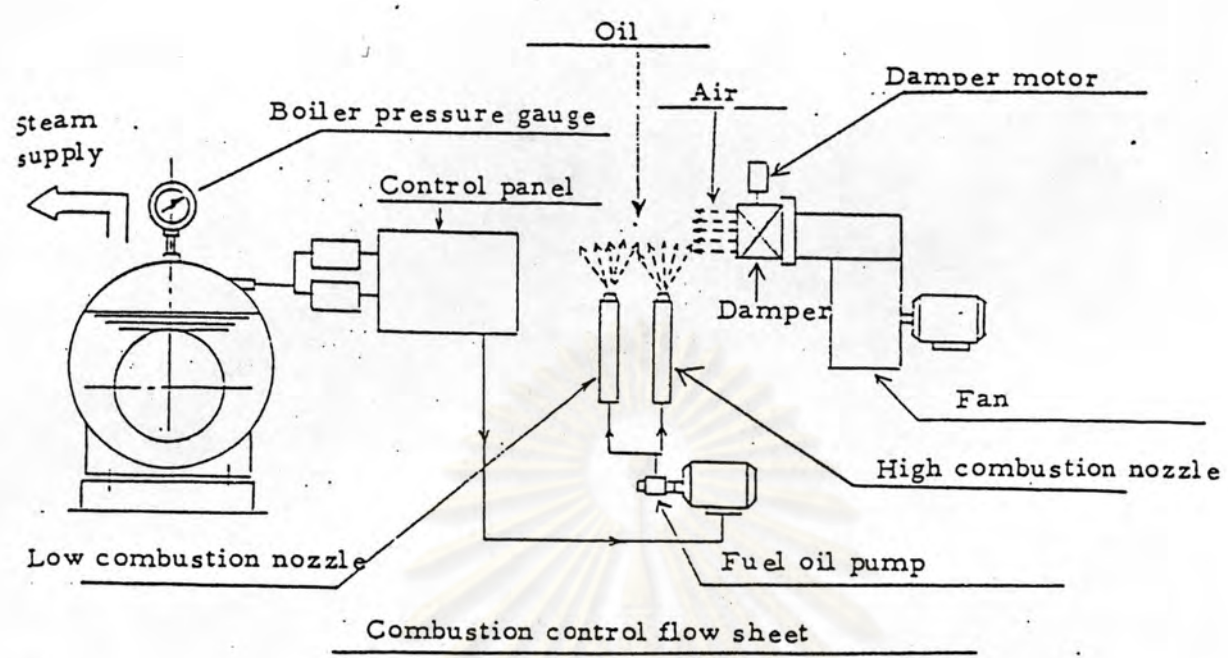 Oil
Damper motor
Air
Boiler pressure gauge
Steam
supply
Control panel
Damper
Fan
High combustion nozzle
Low combustion nozzle
Fuel oil pump
Combustion control flow sheet